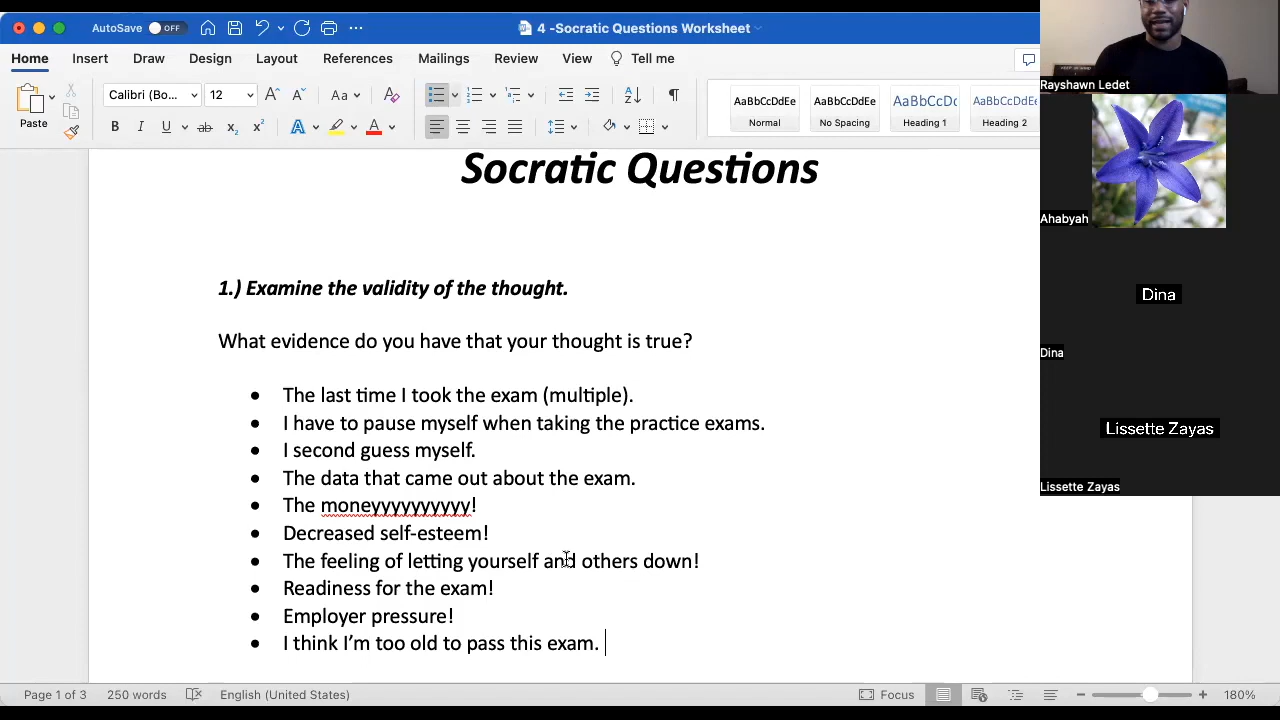 AutoSave OFF
4 -Socratic Questions Worksheet
Home Insert Draw Design Layout References Mailings Review View Tell me
Paste
Calibri (Bo... 12
AaBbCcDdEe AaBbCcDdEe AaBbCcDc AaBbCcDdEe
Normal No Spacing Heading 1 Heading 2
Rayshawn Ledet
Ahabyah
Dina
Dina
Lissette Zayas
Lissette Zayas
Socratic Questions
1.) Examine the validity of the thought.
What evidence do you have that your thought is true?
• The last time I took the exam (multiple).
• I have to pause myself when taking the practice exams.
• I second guess myself.
• The data that came out about the exam.
• The moneyyyyyyyyyy!
• Decreased self-esteem!
• The feeling of letting yourself and others down!
• Readiness for the exam!
• Employer pressure!
• I think I’m too old to pass this exam.
Page 1 of 3 250 words English (United States) Focus 180%